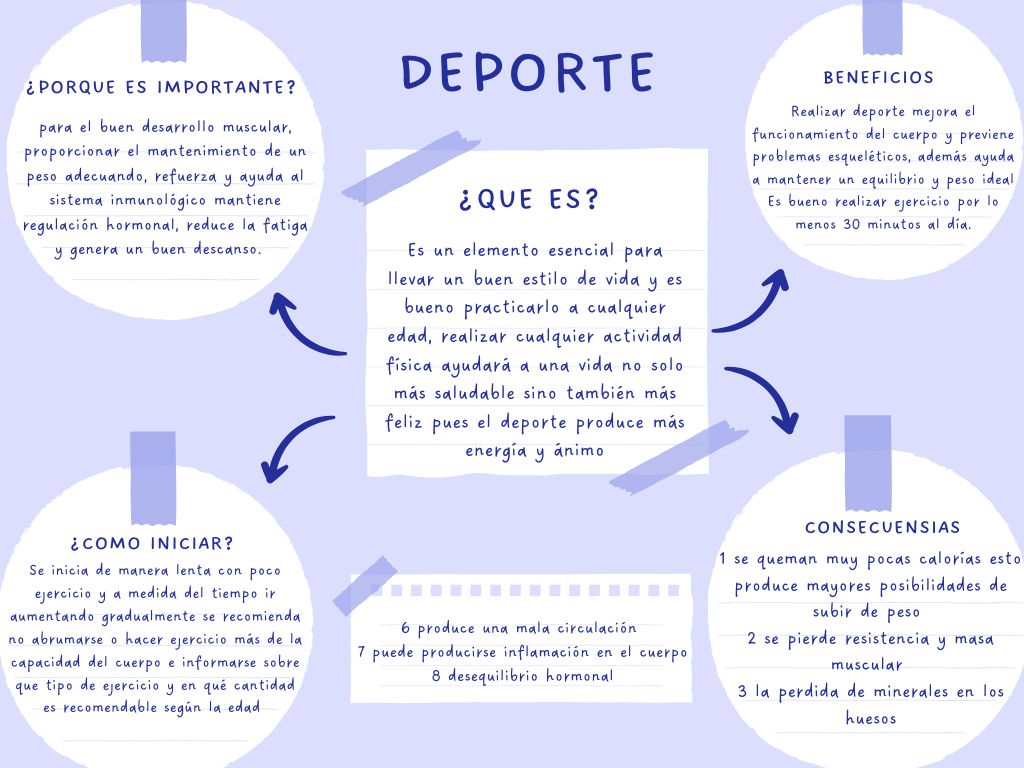 DEPORTE
¿PORQUE ES IMPORTANTE?
para el buen desarrollo muscular,
proporcionar el mantenimiento de un
peso adecuando, refuerza y ayuda al
sistema inmunológico mantiene
regulación hormonal, reduce la fatiga
y genera un buen descanso.
¿QUE ES?
Es un elemento esencial para
llevar un buen estilo de vida y es
bueno practicarlo a cualquier
edad, realizar cualquier actividad
física ayudará a una vida no solo
más saludable sino también más
feliz pues el deporte produce más
energía y ánimo
BENEFICIOS
Realizar deporte mejora el
funcionamiento del cuerpo y previene
problemas esqueléticos, además ayuda
a mantener un equilibrio y peso ideal
Es bueno realizar ejercicio por lo
menos 30 minutos al día.
¿COMO INICIAR?
Se inicia de manera lenta con poco
ejercicio y a medida del tiempo ir
aumentando gradualmente se recomienda
no abrumarse o hacer ejercicio más de la
capacidad del cuerpo e informarse sobre
que tipo de ejercicio y en qué cantidad
es recomendable según la edad
CONSECUENSIAS
1 se queman muy pocas calorías esto
produce mayores posibilidades de
subir de peso
2 se pierde resistencia y masa
muscular
3 la perdida de minerales en los
huesos
6 produce una mala circulación
7 puede producirse inflamación en el cuerpo
8 desequilibrio hormonal